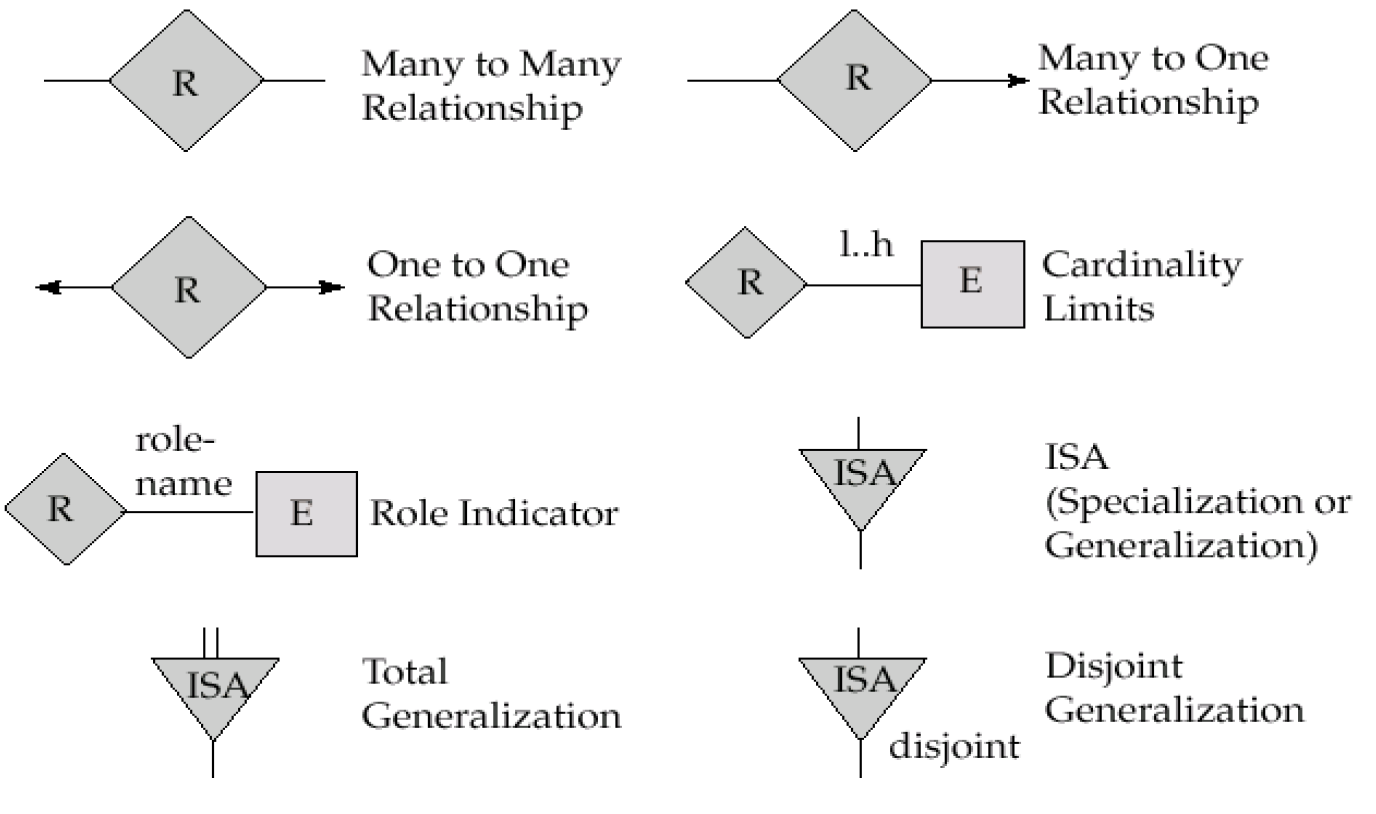 R
Many to Many
Relationship
R
Many to One
Relationship
R
One to One
Relationship
R
l..h
E
Cardinality
Limits
role-
name
R
E
Role Indicator
ISA
ISA
(Specialization or
Generalization)
ISA
Total
Generalization
ISA
disjoint
Disjoint
Generalization